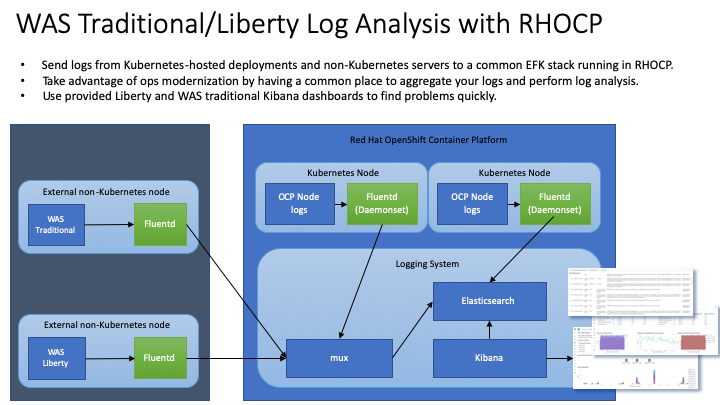 WAS Traditional/Liberty Log Analysis with RHOCP
• Send logs from Kubernetes-hosted deployments and non-Kubernetes servers to a common EFK stack running in RHOCP.
• Take advantage of ops modernization by having a common place to aggregate your logs and perform log analysis.
• Use provided Liberty and WAS traditional Kibana dashboards to find problems quickly.
External non-Kubernetes node
WAS
Traditional
Fluentd
External non-Kubernetes node
WAS
Liberty
Fluentd
Red Hat OpenShift Container Platform
Kubernetes Node
OCP Node
logs
Fluentd
(Daemonset)
Kubernetes Node
OCP Node
logs
Fluentd
(Daemonset)
Logging System
Elasticsearch
mux
Kibana